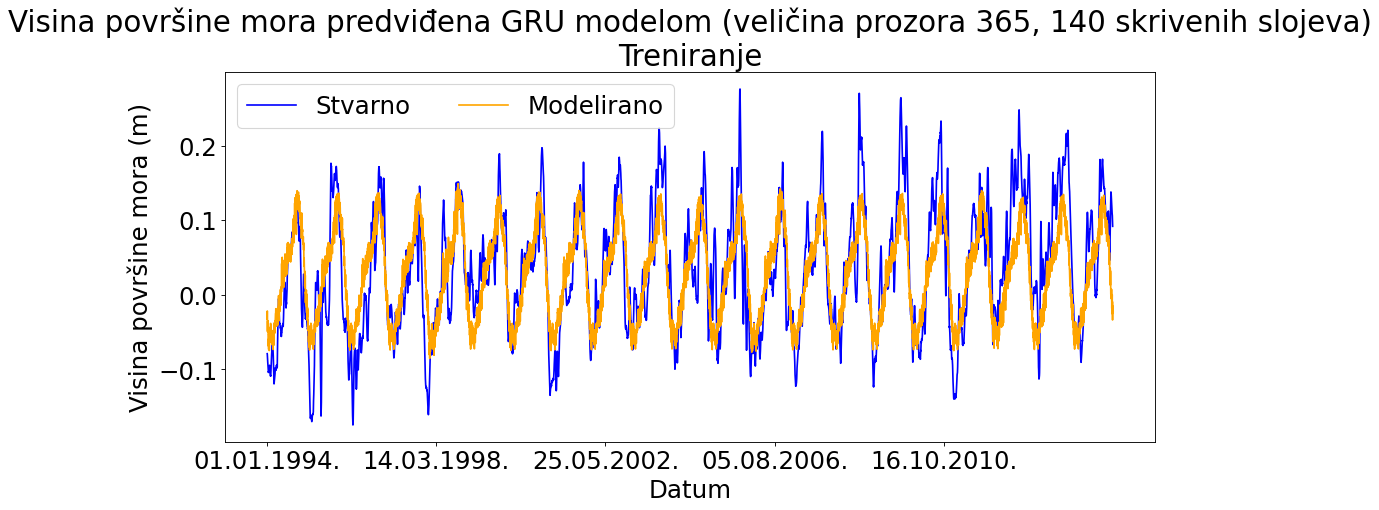 Visina površine mora predviđena GRU modelom (veličina prozora 365, 140 skrivenih slojeva)
Treniranje
Stvarno Modelirano
Visina površine mora (m)
0.2
0.1
0.0
−0.1
01.01.1994. 14.03.1998. 25.05.2002. 05.08.2006. 16.10.2010.
Datum